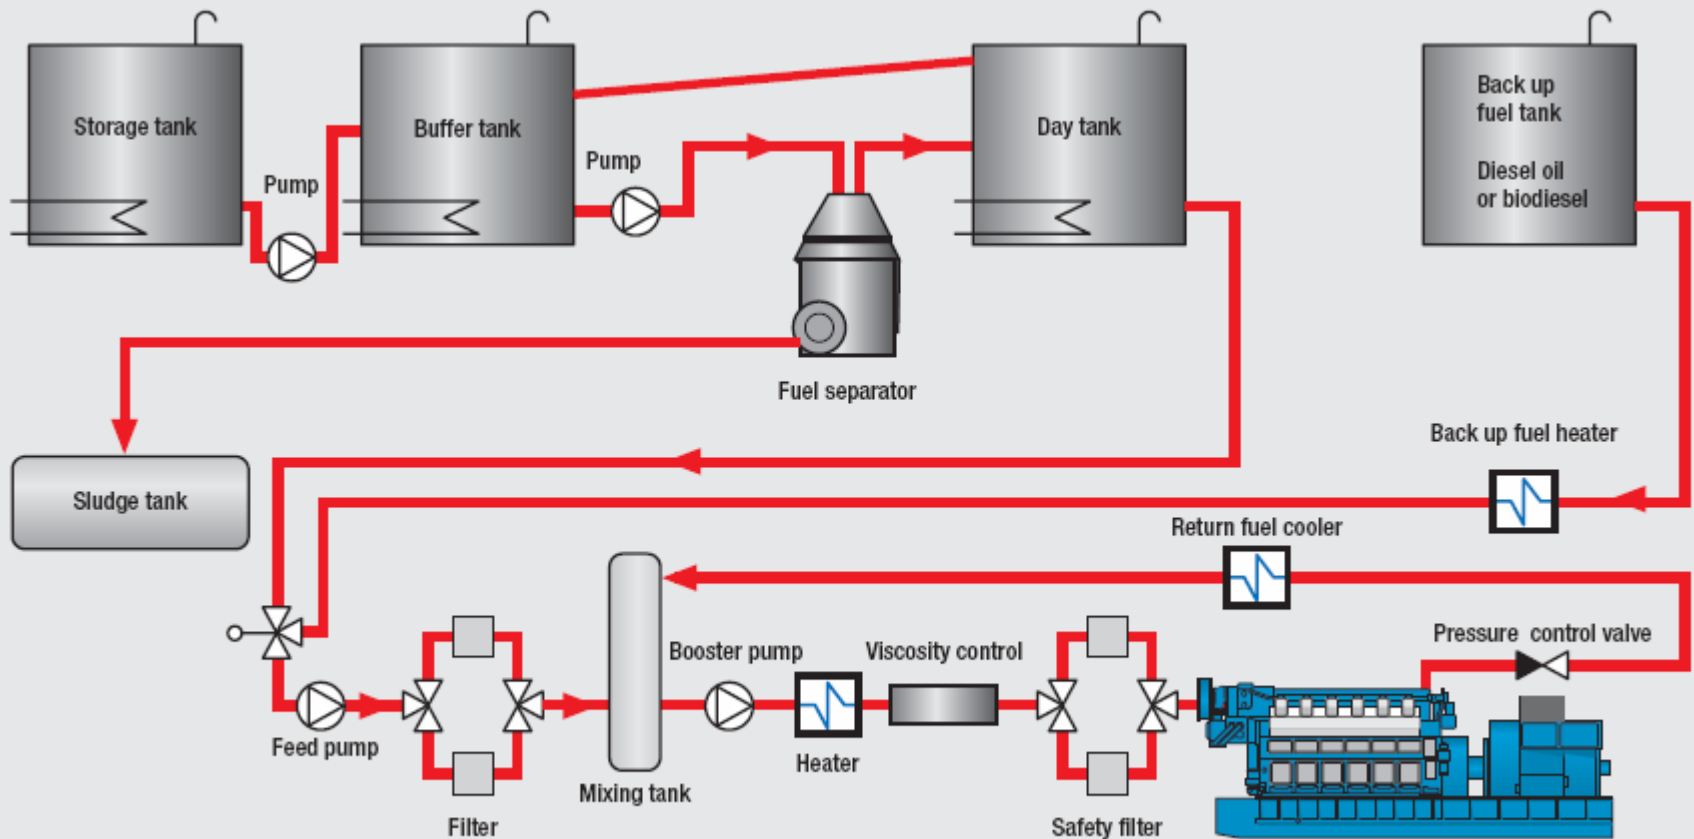 Storage tank
Pump
Buffer tank
Pump
Day tank
Back up
fuel tank
Diesel oil
or biodiesel
Fuel separator
Back up fuel heater
Sludge tank
Return fuel cooler
Pressure  control valve
Booster pump
Viscosity control
Feed pump
Heater
Mixing tank
Filter
Safety filter